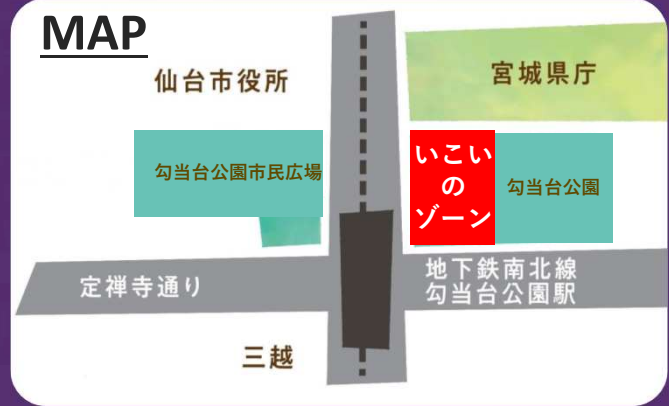 MAP
仙台市役所
宮城県庁
勾当台公園市民広場
いこい
の
ゾーン
勾当台公園
定禅寺通り
地下鉄南北線
勾当台公園駅
三越